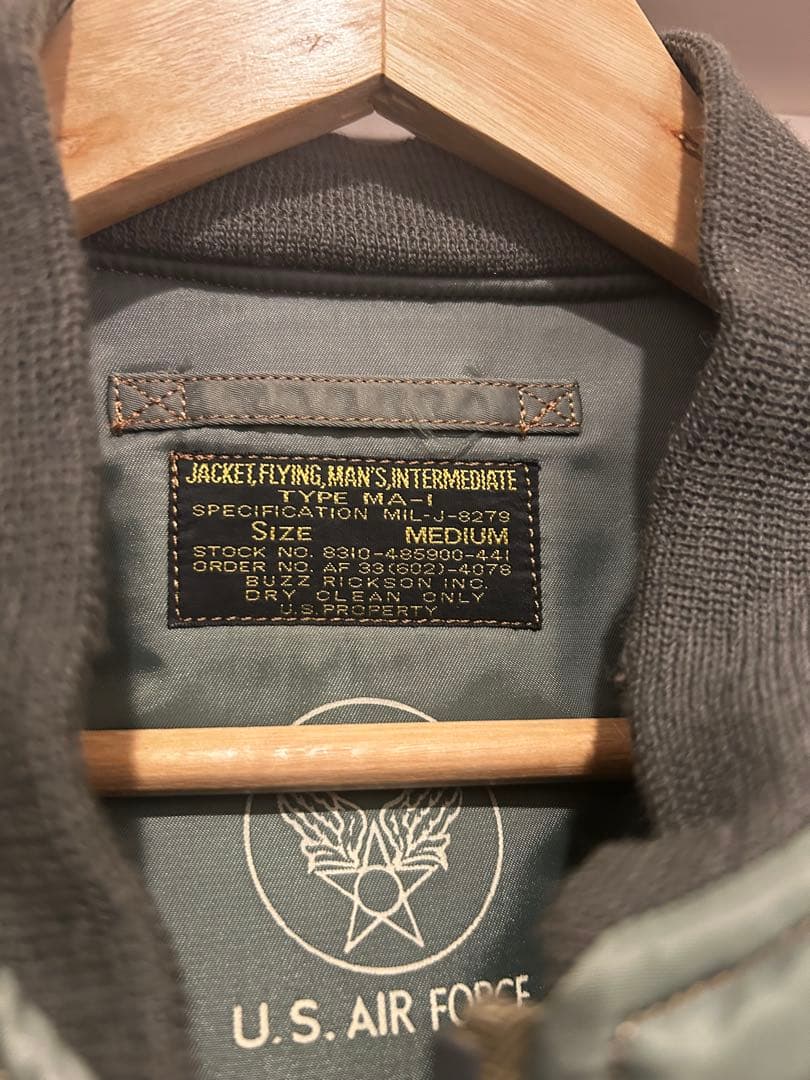 JACKET, FLYING, MAN'S, INTERMEDIATE
TYPE MA-1
SPECIFICATION MIL-J-8279
SIZE MEDIUM
STOCK NO. 8310-485900-441
ORDER NO. AF 33(602)-4078
BUZZ RICKSON INC.
DRY CLEAN ONLY
U.S. PROPERTY
U.S. AIR FORCE